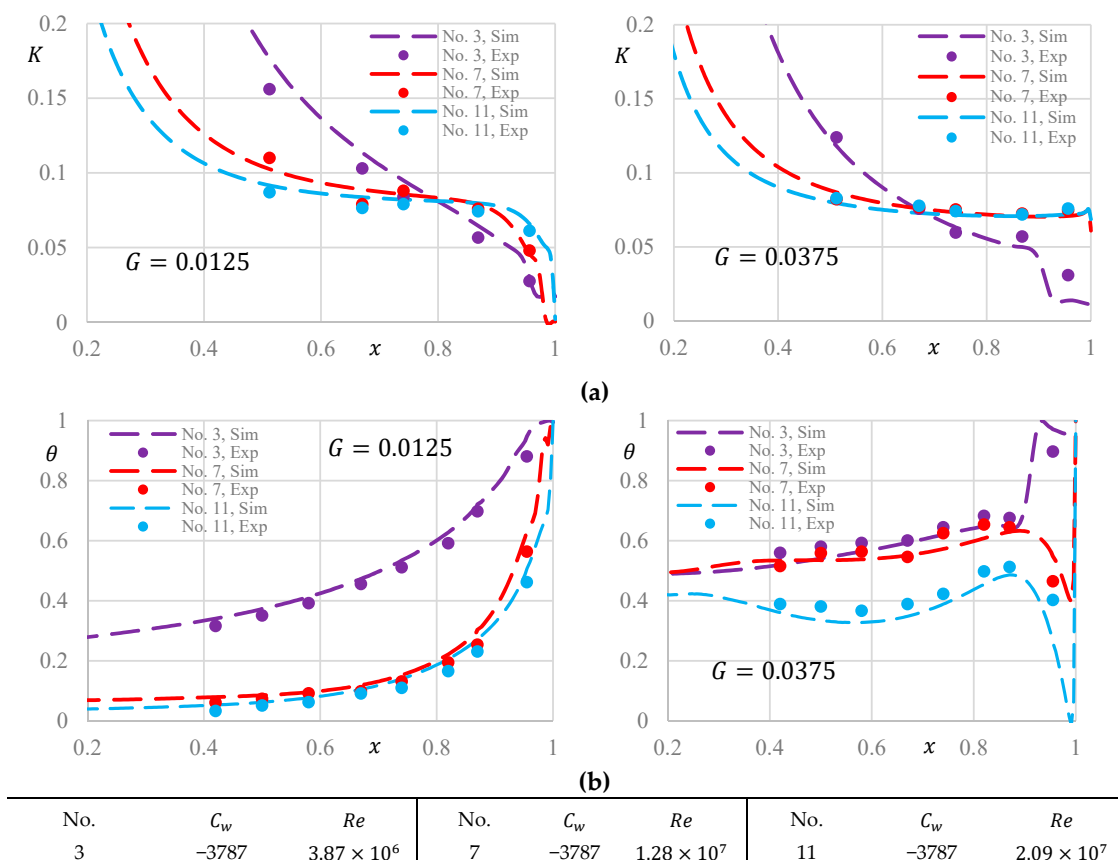 K
0.2
0.15
0.1
0.05
0
No. 3, Sim
No. 3, Exp
No. 7, Sim
No. 7, Exp
No. 11, Sim
No. 11, Exp
G = 0.0125
0.2 0.4 0.6 0.8 1
x
K
0.2
0.15
0.1
0.05
0
No. 3, Sim
No. 3, Exp
No. 7, Sim
No. 7, Exp
No. 11, Sim
No. 11, Exp
G = 0.0375
0.2 0.4 0.6 0.8 1
x
(a)
θ
1
0.8
0.6
0.4
0.2
0
No. 3, Sim
No. 3, Exp
No. 7, Sim
No. 7, Exp
No. 11, Sim
No. 11, Exp
G = 0.0125
0.2 0.4 0.6 0.8 1
x
θ
1
0.8
0.6
0.4
0.2
0
No. 3, Sim
No. 3, Exp
No. 7, Sim
No. 7, Exp
No. 11, Sim
No. 11, Exp
G = 0.0375
0.2 0.4 0.6 0.8 1
x
(b)
No. C_w Re No. C_w Re No. C_w Re
3 −3787 3.87 × 10⁶ 7 −3787 1.28 × 10⁷ 11 −3787 2.09 × 10⁷